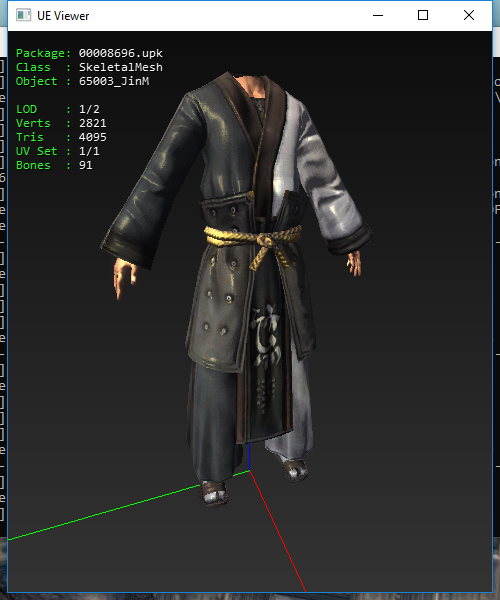 UE Viewer
Package: 00008696.upk
Class : SkeletalMesh
Object : 65003_JinM
LOD : 1/2
Verts : 2821
Tris : 4095
UV Set : 1/1
Bones : 91